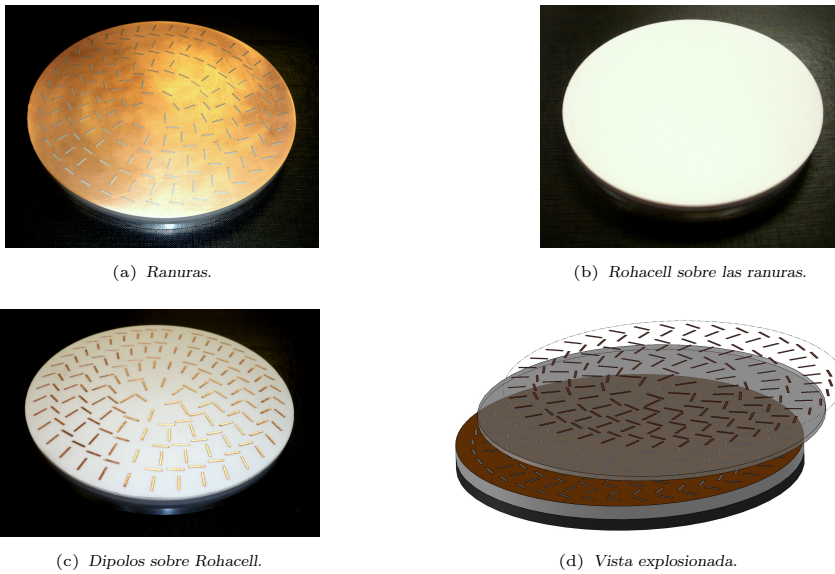 (a) Ranuras.
(b) Rohacell sobre las ranuras.
(c) Dipolos sobre Rohacell.
(d) Vista explosionada.